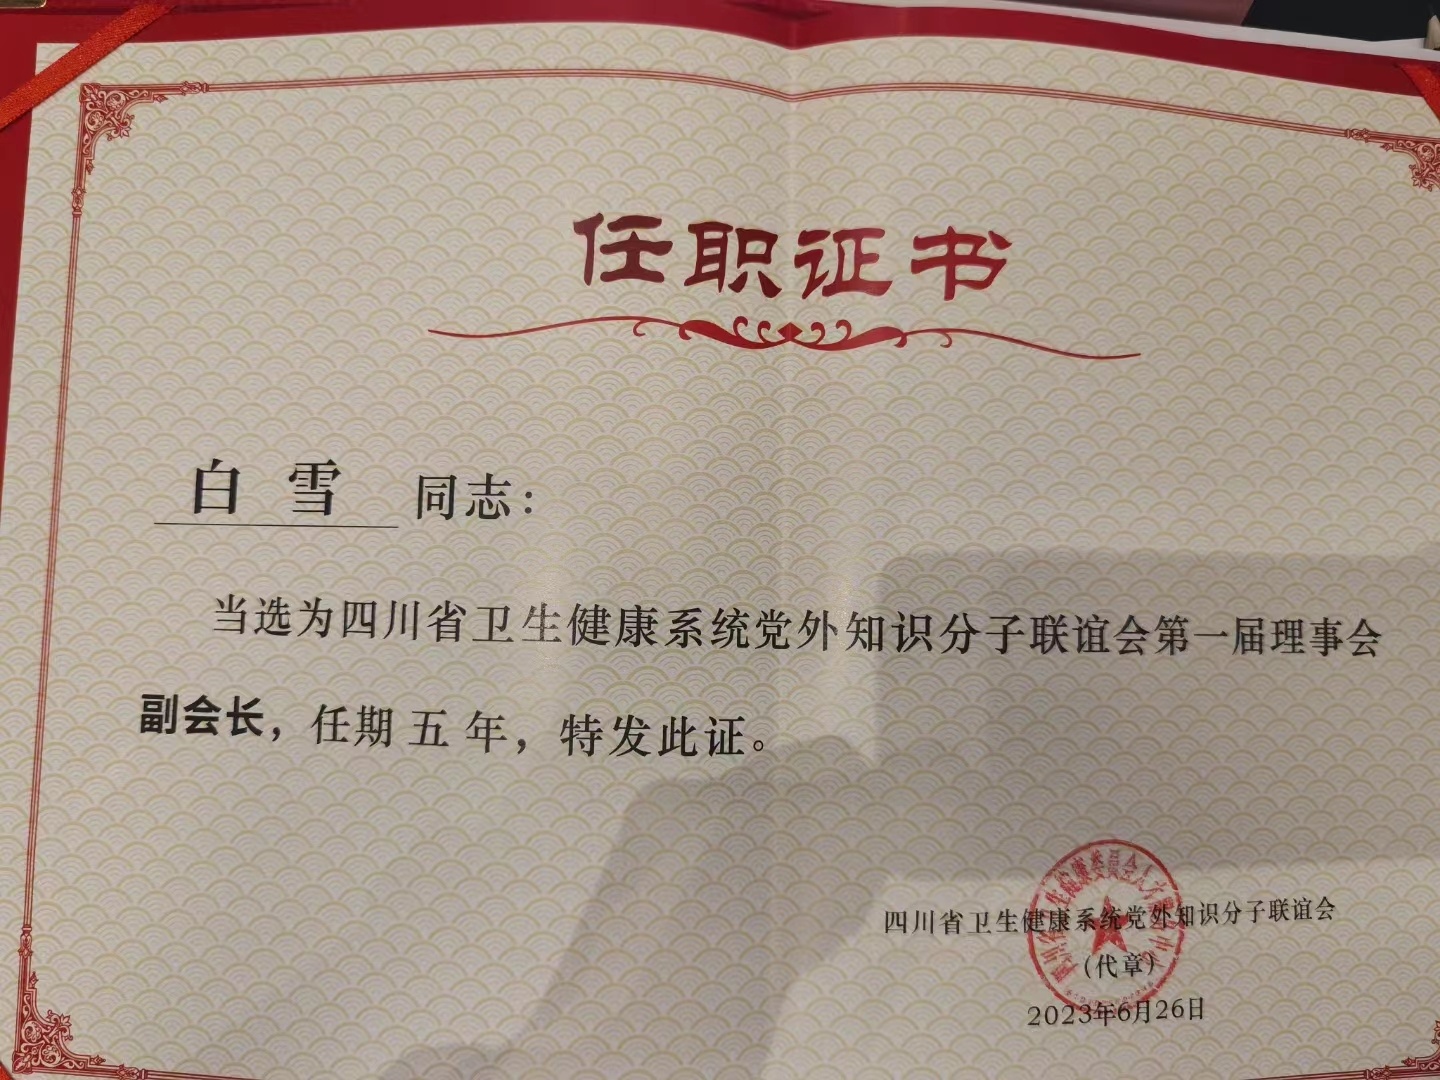 任职证书
白雪 同志：
当选为四川省卫生健康系统党外知识分子联谊会第一届理事会
副会长，任期五年，特发此证。
四川省卫生健康系统党外知识分子联谊会
（代章）
2023年6月26日